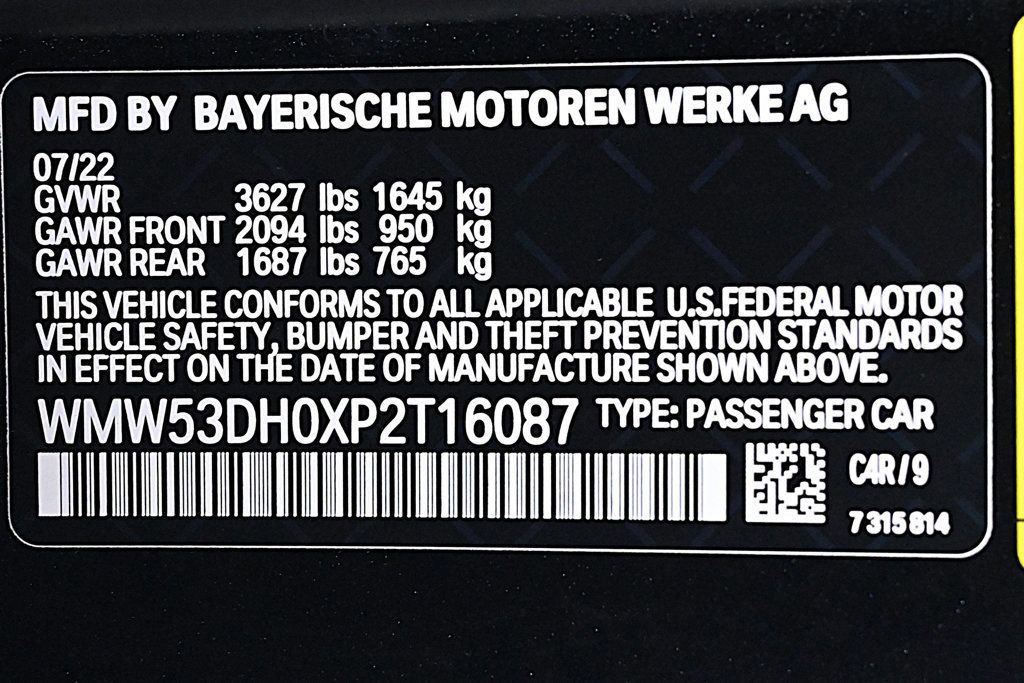 MFD BY BAYERISCHE MOTOREN WERKE AG
07/22
GVWR 3627 lbs 1645 kg
GAWR FRONT 2094 lbs 950 kg
GAWR REAR 1687 lbs 765 kg
THIS VEHICLE CONFORMS TO ALL APPLICABLE U.S.FEDERAL MOTOR
VEHICLE SAFETY, BUMPER AND THEFT PREVENTION STANDARDS
IN EFFECT ON THE DATE OF MANUFACTURE SHOWN ABOVE.
WMW53DH0XP2T16087 TYPE: PASSENGER CAR
C4R/9
7315814